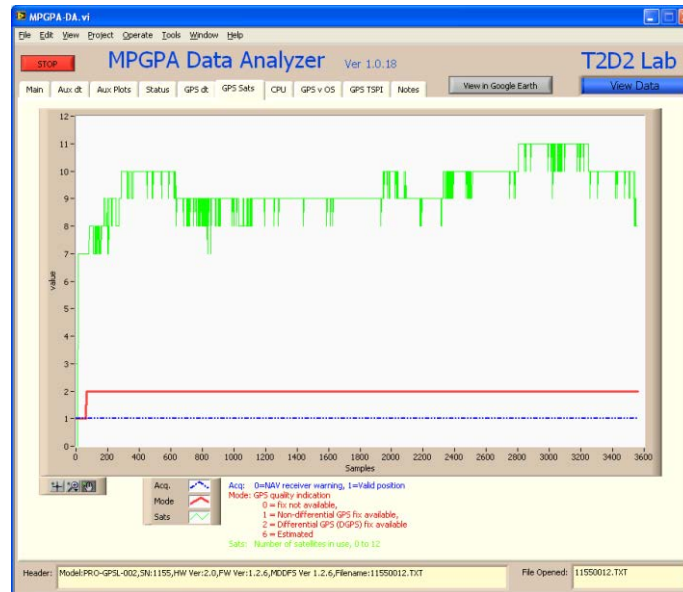 MPGPA-DA.vi
File Edit View Project Operate Tools Window Help
STOP MPGPA Data Analyzer Ver 1.0.18 T2D2 Lab
Main Aux dt Aux Plots Status GPS dt GPS Sats CPU GPS v OS GPS TSPI Notes View in Google Earth View Data
12
11
10
9
8
7
6
5
4
3
2
1
0
value
0 200 400 600 800 1000 1200 1400 1600 1800 2000 2200 2400 2600 2800 3000 3200 3400 3600
Samples
Acq.
Mode
Sats
Acq: 0=NAV receiver warning, 1=Valid position
Mode: GPS quality indication
0 = fix not available,
1 = Non-differential GPS fix available,
2 = Differential GPS (DGPS) fix available
6 = Estimated
Sats: Number of satellites in use, 0 to 12
Header: Model:PRO-GPSL-002,SN:1155,HW Ver:2.0,FW Ver:1.2.6,MDDFS Ver 1.2.6,Filename:11550012.TXT File Opened: 11550012.TXT